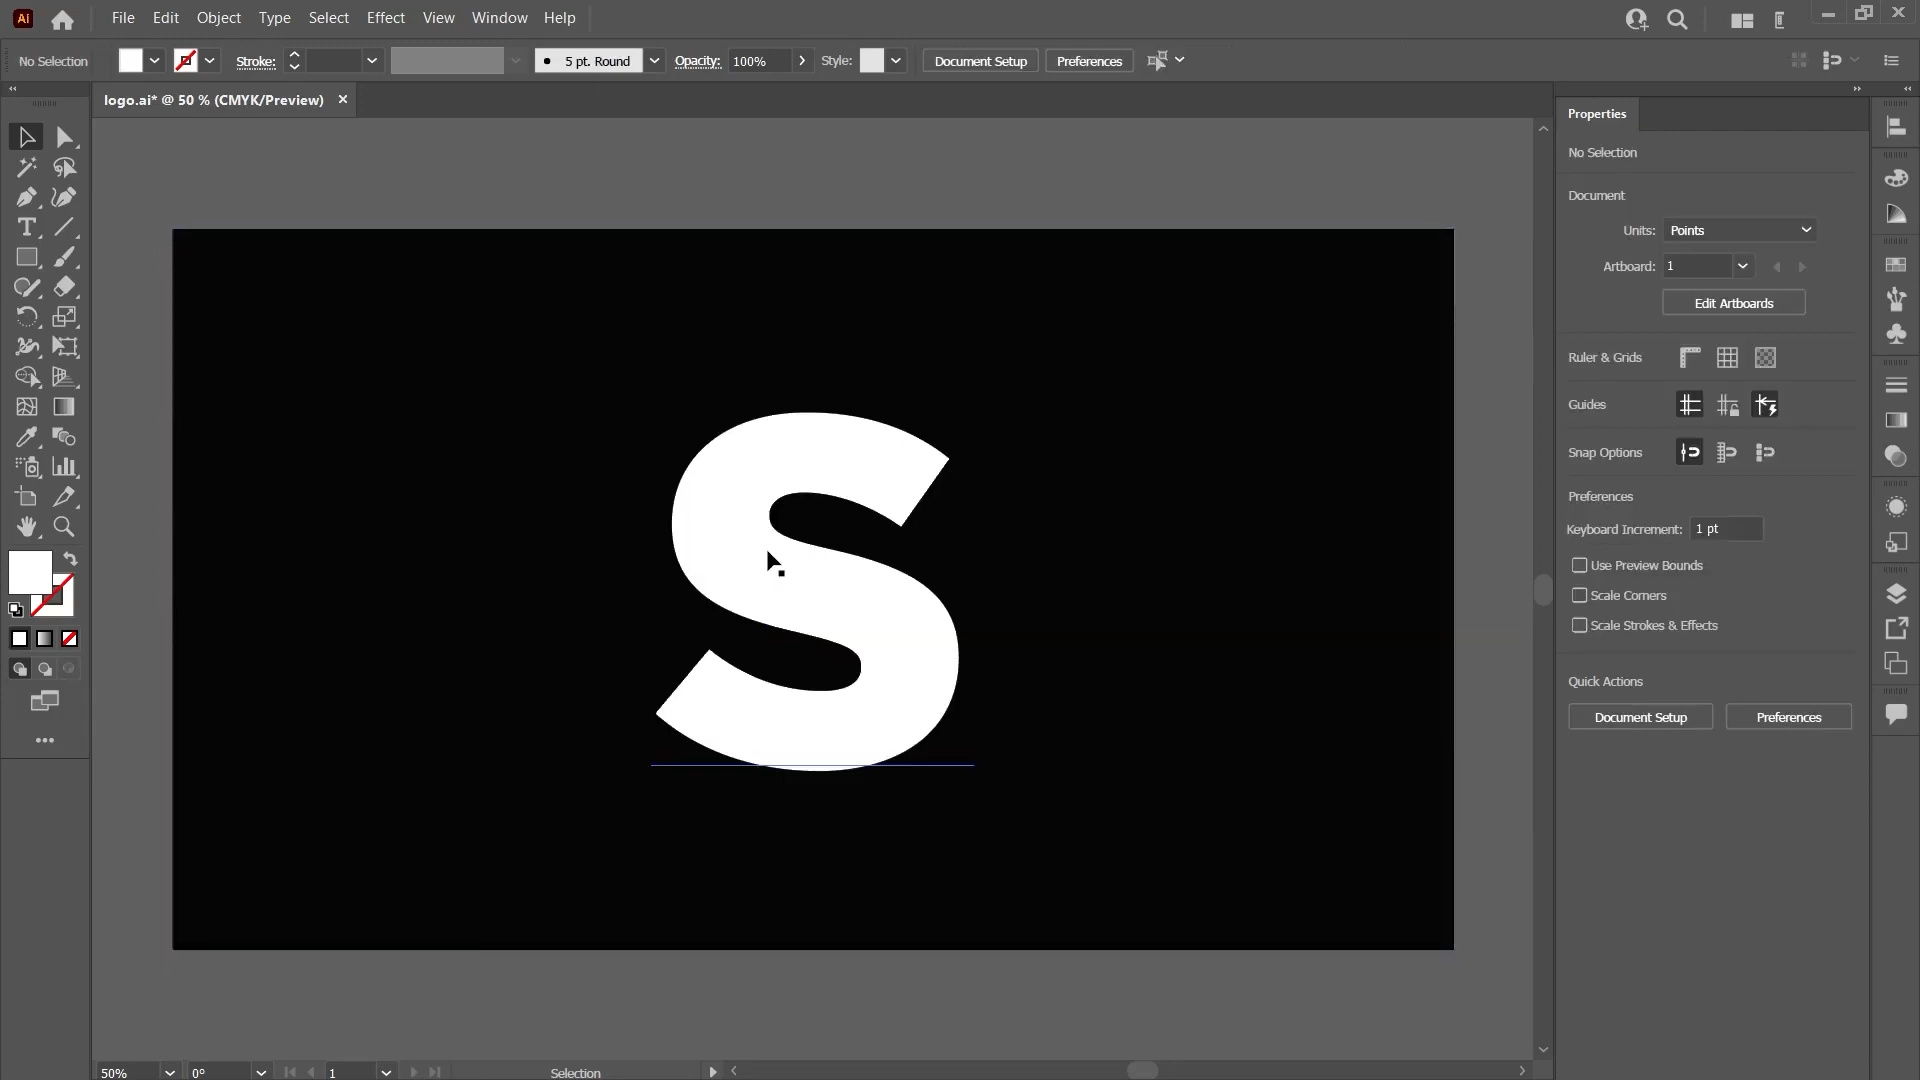 Ai File Edit Object Type Select Effect View Window Help
No Selection Stroke: 5 pt. Round Opacity: 100% Style: Document Setup Preferences
logo.ai* @ 50 % (CMYK/Preview)
Properties
No Selection
Document
Units: Points
Artboard: 1
Edit Artboards
Ruler & Grids
Guides
Snap Options
Preferences
Keyboard Increment: 1 pt
Use Preview Bounds
Scale Corners
Scale Strokes & Effects
Quick Actions
Document Setup Preferences
S
50% 0° 1 Selection